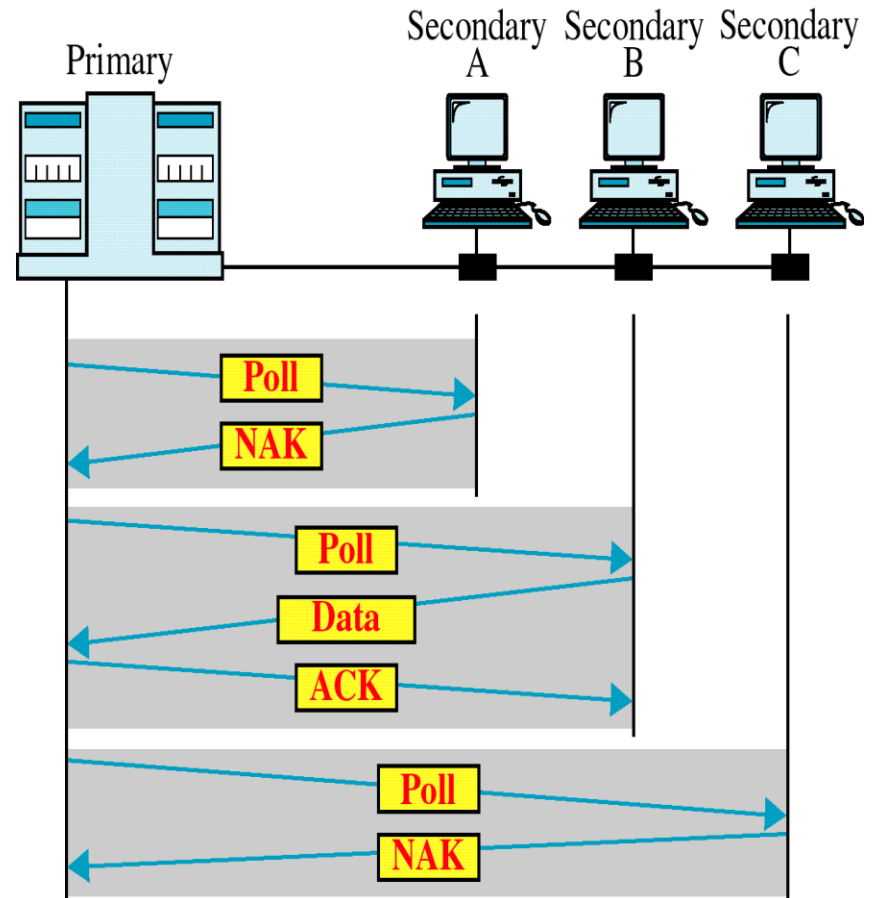 Primary
Secondary
A
Secondary
B
Secondary
C
Poll
NAK
Poll
Data
ACK
Poll
NAK